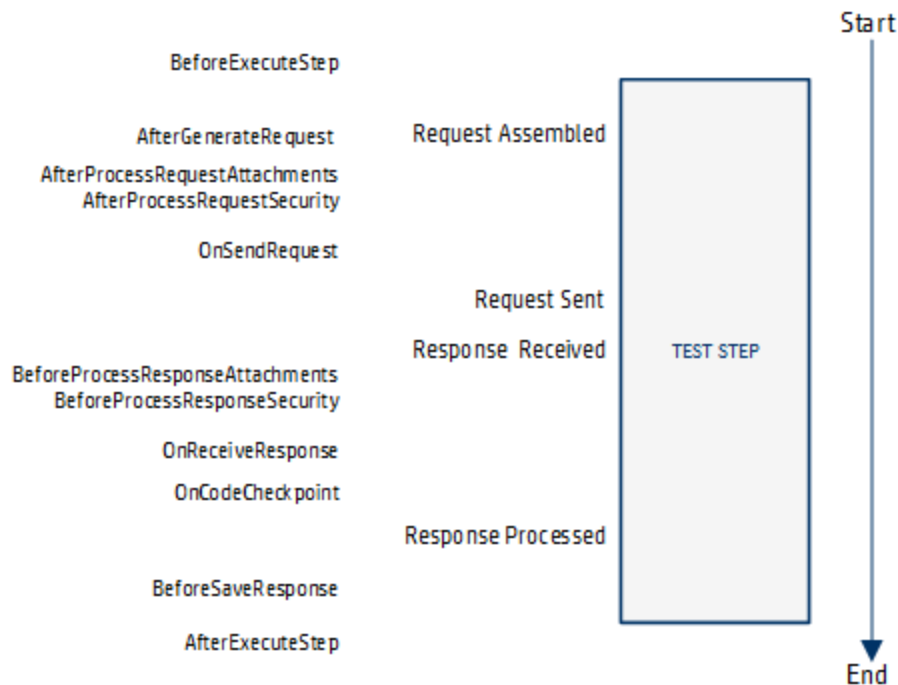 Start
BeforeExecuteStep
AfterGenerateRequest
Request Assembled
AfterProcessRequestAttachments
AfterProcessRequestSecurity
OnSendRequest
Request Sent
Response Received
TEST STEP
BeforeProcessResponseAttachments
BeforeProcessResponseSecurity
OnReceiveResponse
OnCodeCheckpoint
Response Processed
BeforeSaveResponse
AfterExecuteStep
End